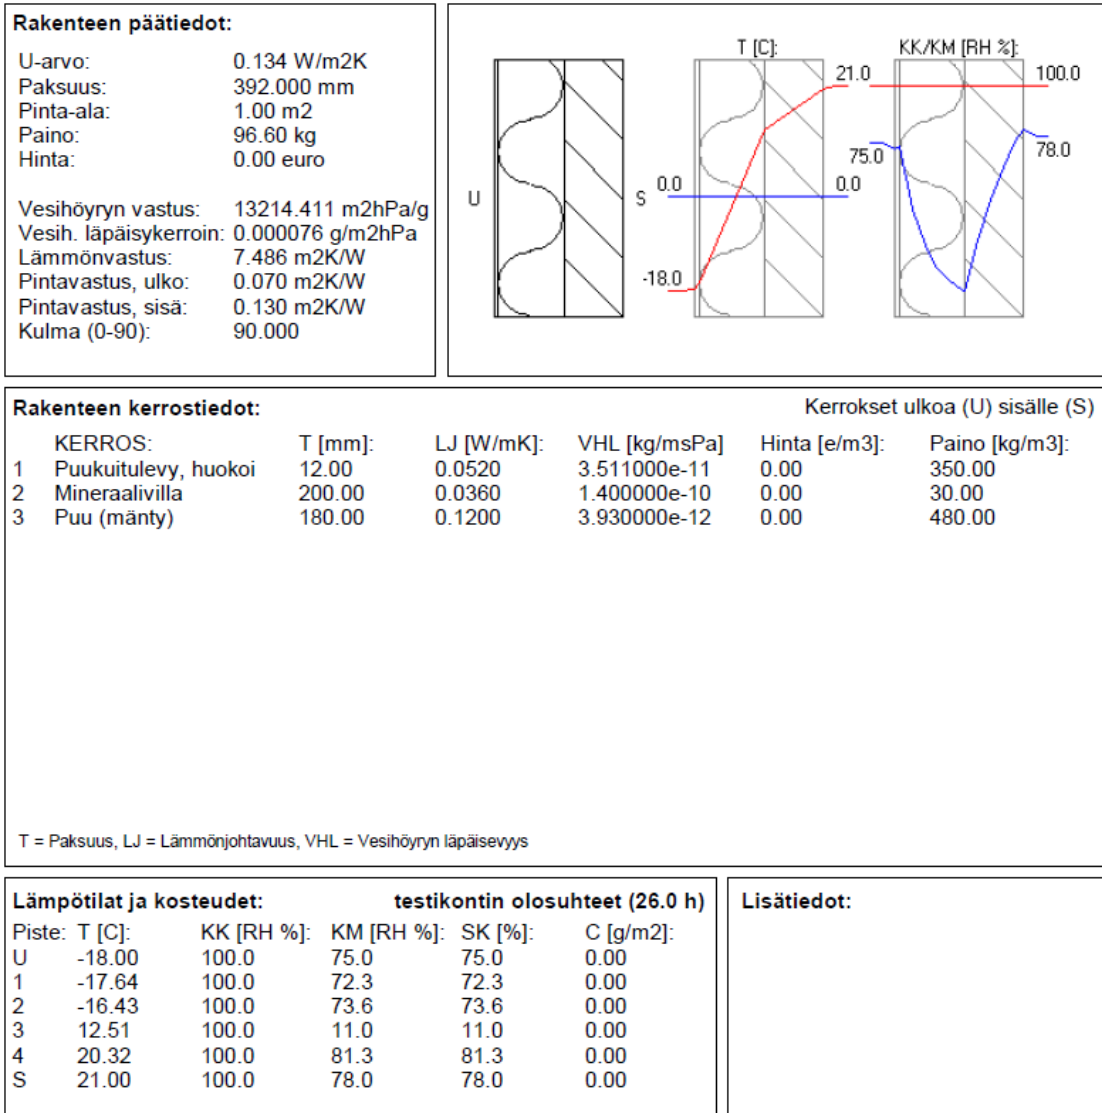 Rakenteen päätiedot:
U-arvo: 0.134 W/m2K
Paksuus: 392.000 mm
Pinta-ala: 1.00 m2
Paino: 96.60 kg
Hinta: 0.00 euro
Vesihöyryn vastus: 13214.411 m2hPa/g
Vesih. läpäisykerroin: 0.000076 g/m2hPa
Lämmönvastus: 7.486 m2K/W
Pintavastus, ulko: 0.070 m2K/W
Pintavastus, sisä: 0.130 m2K/W
Kulma (0-90): 90.000
T [C]: KK/KM [RH %]:
21.0 100.0
75.0 78.0
U S 0.0 0.0
-18.0
Rakenteen kerrostiedot: Kerrokset ulkoa (U) sisälle (S)
KERROS: T [mm]: LJ [W/mK]: VHL [kg/msPa] Hinta [e/m3]: Paino [kg/m3]:
1 Puukuitulevy, huokoi 12.00 0.0520 3.511000e-11 0.00 350.00
2 Mineraalivilla 200.00 0.0360 1.400000e-10 0.00 30.00
3 Puu (mänty) 180.00 0.1200 3.930000e-12 0.00 480.00
T = Paksuus, LJ = Lämmönjohtavuus, VHL = Vesihöyryn läpäisevyys
Lämpötilat ja kosteudet: testikontin olosuhteet (26.0 h)
Piste: T [C]: KK [RH %]: KM [RH %]: SK [%]: C [g/m2]:
U -18.00 100.0 75.0 75.0 0.00
1 -17.64 100.0 72.3 72.3 0.00
2 -16.43 100.0 73.6 73.6 0.00
3 12.51 100.0 11.0 11.0 0.00
4 20.32 100.0 81.3 81.3 0.00
S 21.00 100.0 78.0 78.0 0.00
Lisätiedot: